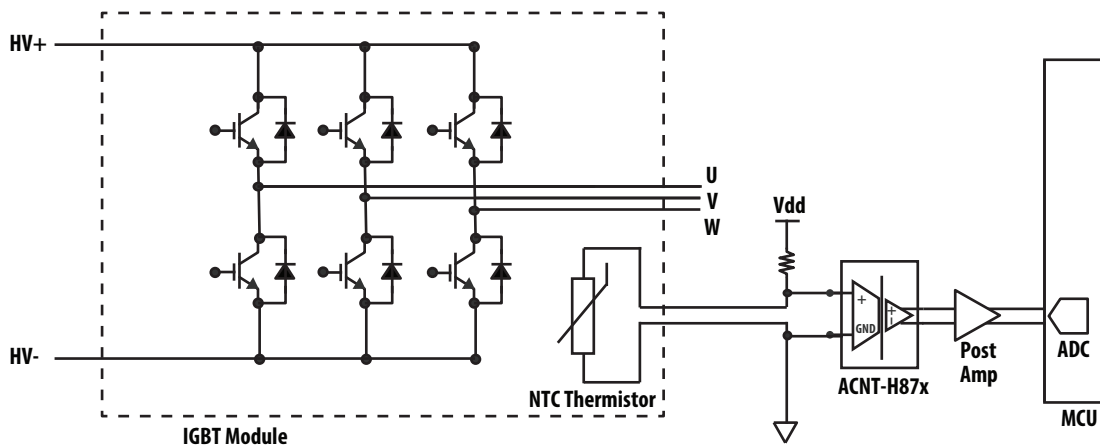 HV+
U
V
W
Vdd
+
GND
+
−
Post
Amp
ADC
HV-
NTC Thermistor
ACNT-H87x
MCU
IGBT Module